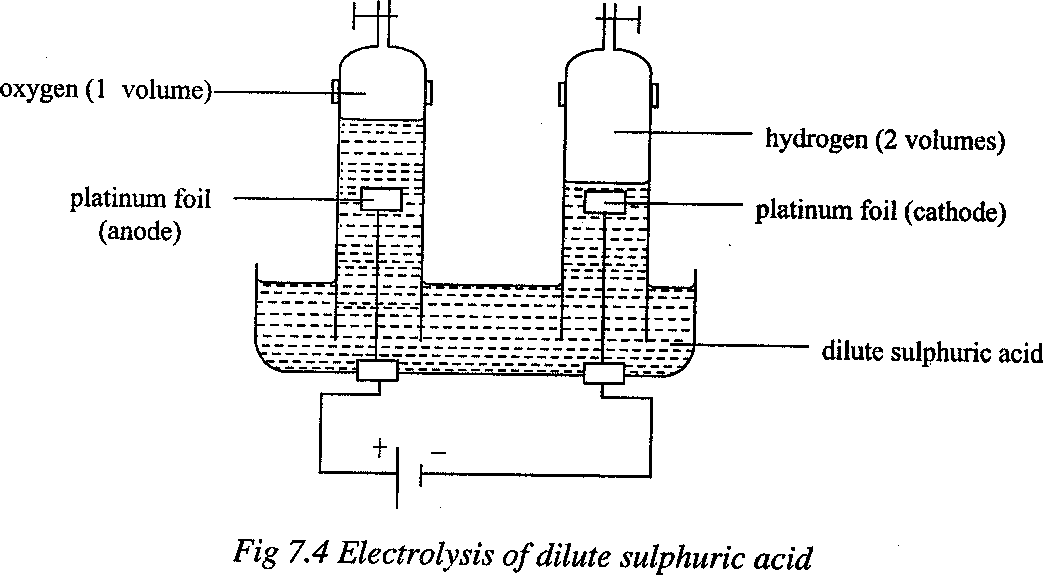 oxygen (1 volume)
hydrogen (2 volumes)
platinum foil
(anode)
platinum foil (cathode)
dilute sulphuric acid
+ −
Fig 7.4 Electrolysis of dilute sulphuric acid